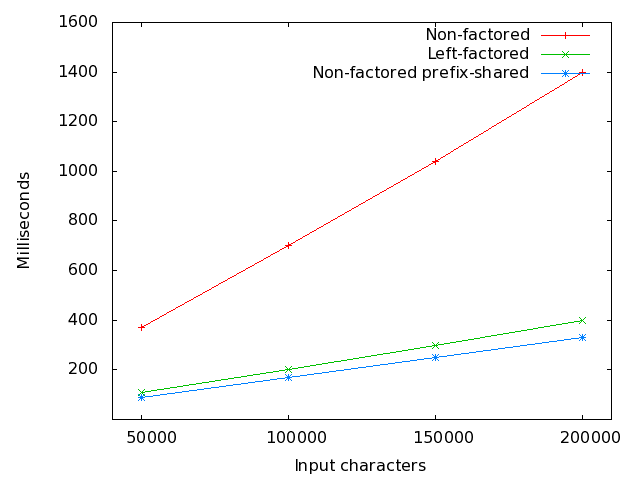 1600
1400
1200
1000
800
600
400
200
Milliseconds
Non-factored
Left-factored
Non-factored prefix-shared
50000 100000 150000 200000
Input characters